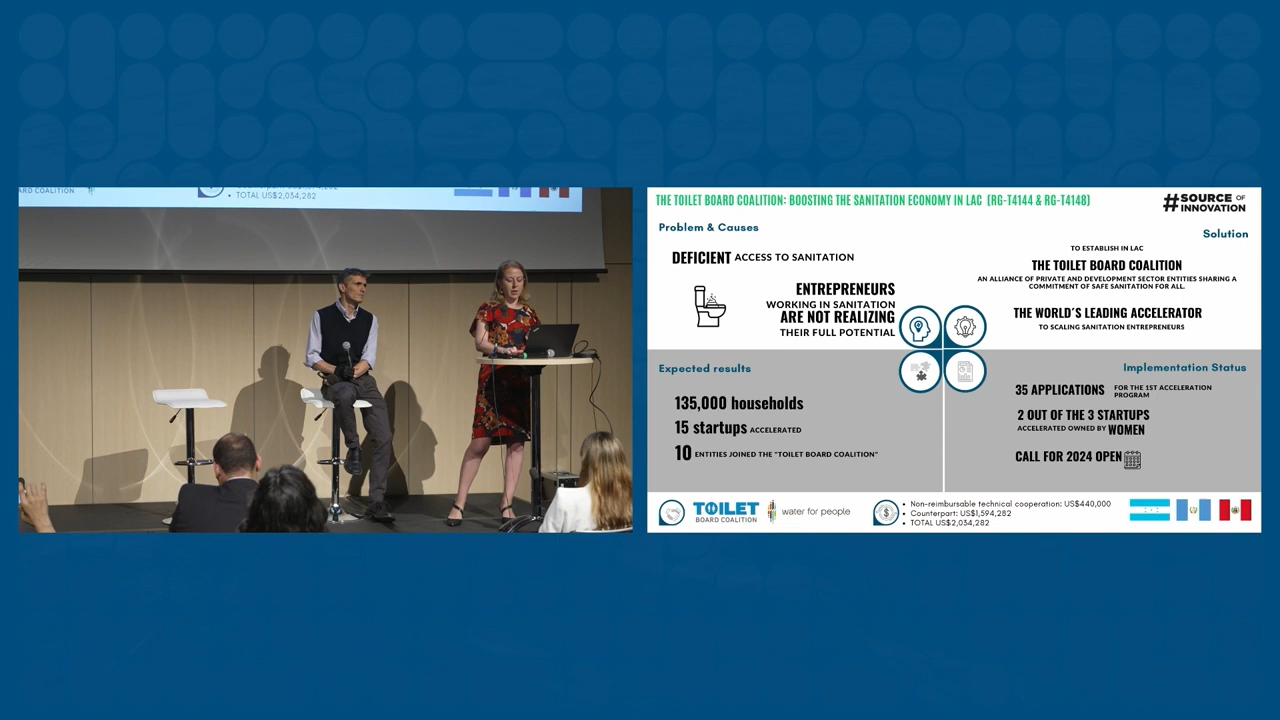 ARD COALITION
TOTAL US$2,034,282
THE TOILET BOARD COALITION: BOOSTING THE SANITATION ECONOMY IN LAC (RG-T4144 & RG-T4148)
#SOURCE OF
INNOVATION
Problem & Causes
DEFICIENT ACCESS TO SANITATION
ENTREPRENEURS
WORKING IN SANITATION
ARE NOT REALIZING
THEIR FULL POTENTIAL
Solution
TO ESTABLISH IN LAC
THE TOILET BOARD COALITION
AN ALLIANCE OF PRIVATE AND DEVELOPMENT SECTOR ENTITIES SHARING A
COMMITMENT OF SAFE SANITATION FOR ALL.
THE WORLD´S LEADING ACCELERATOR
TO SCALING SANITATION ENTREPRENEURS
Expected results
135,000 households
15 startups ACCELERATED
10 ENTITIES JOINED THE "TOILET BOARD COALITION"
Implementation Status
35 APPLICATIONS FOR THE 1ST ACCELERATION
PROGRAM
2 OUT OF THE 3 STARTUPS
ACCELERATED OWNED BY WOMEN
CALL FOR 2024 OPEN
TOILET
BOARD COALITION
water for people
• Non-reimbursable technical cooperation: US$440,000
• Counterpart: US$1,594,282
• TOTAL US$2,034,282